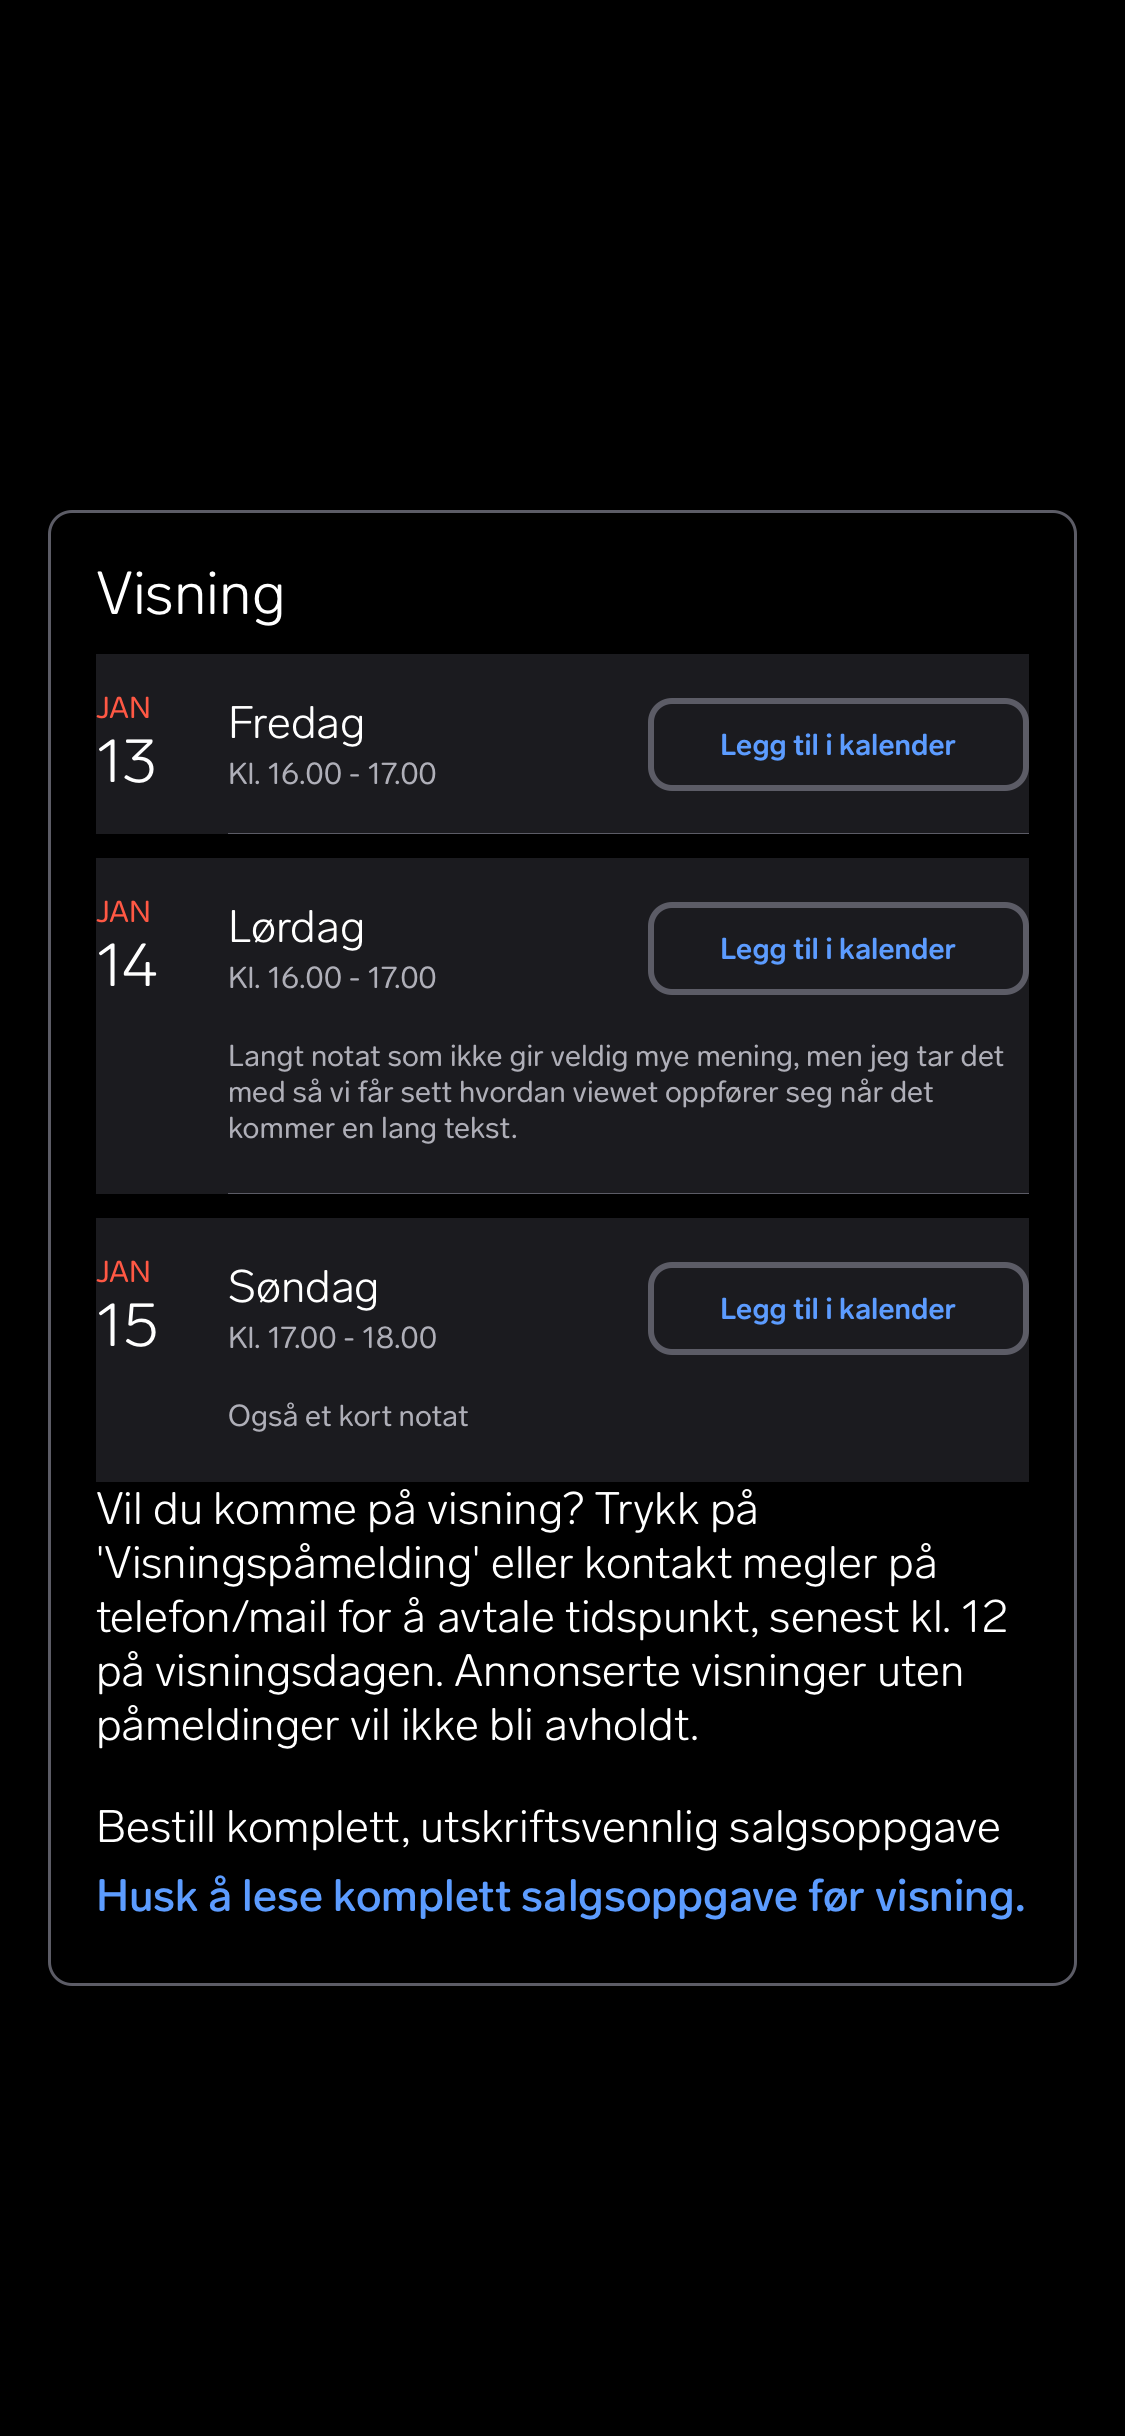 Visning
JAN
13
Fredag
Kl. 16.00 - 17.00
Legg til i kalender
JAN
14
Lørdag
Kl. 16.00 - 17.00
Legg til i kalender
Langt notat som ikke gir veldig mye mening, men jeg tar det
med så vi får sett hvordan viewet oppfører seg når det
kommer en lang tekst.
JAN
15
Søndag
Kl. 17.00 - 18.00
Legg til i kalender
Også et kort notat
Vil du komme på visning? Trykk på
'Visningspåmelding' eller kontakt megler på
telefon/mail for å avtale tidspunkt, senest kl. 12
på visningsdagen. Annonserte visninger uten
påmeldinger vil ikke bli avholdt.
Bestill komplett, utskriftsvennlig salgsoppgave
Husk å lese komplett salgsoppgave før visning.